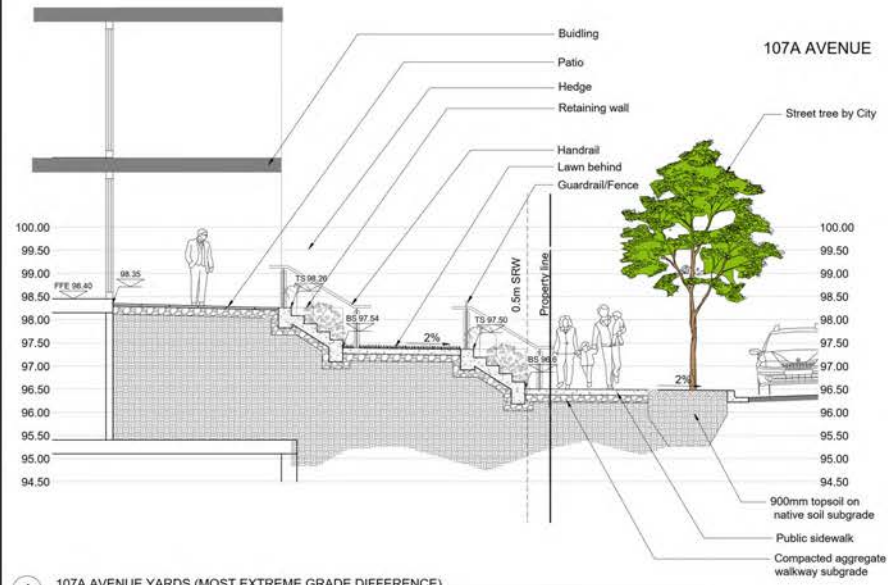 Buidling
107A AVENUE
Patio
Hedge
Street tree by City
Retaining wall
Handrail
Lawn behind
Guardrail/Fence
100.00
99.50
99.00
98.50
98.00
97.50
97.00
96.50
96.00
95.50
95.00
94.50
FFE 98.40
98.35
TS 98.26
BS 97.54
2%
TS 97.50
BS 96.6
0.5m SRW
Property line
2%
100.00
99.50
99.00
98.50
98.00
97.50
97.00
96.50
96.00
95.50
95.00
94.50
900mm topsoil on
native soil subgrade
Public sidewalk
Compacted aggregate
walkway subgrade
107A AVENUE YARDS (MOST EXTREME GRADE DIFFERENCE)